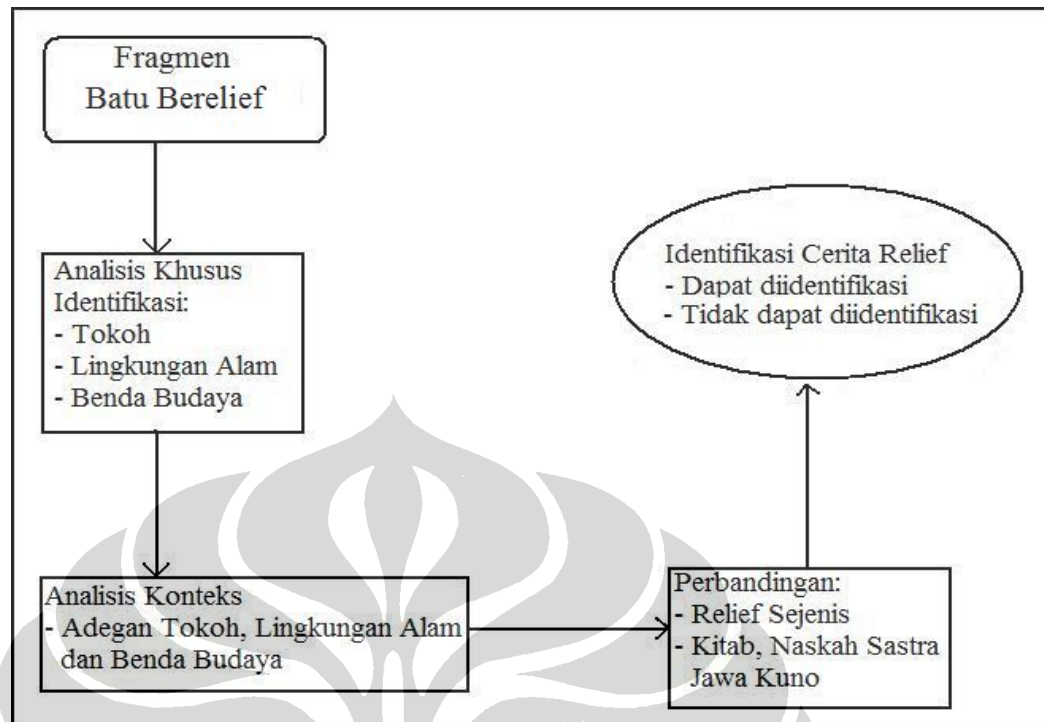 Fragmen
Batu Berelief
Analisis Khusus
Identifikasi:
- Tokoh
- Lingkungan Alam
- Benda Budaya
Analisis Konteks
- Adegan Tokoh, Lingkungan Alam
dan Benda Budaya
Perbandingan:
- Relief Sejenis
- Kitab, Naskah Sastra
Jawa Kuno
Identifikasi Cerita Relief
- Dapat diidentifikasi
- Tidak dapat diidentifikasi